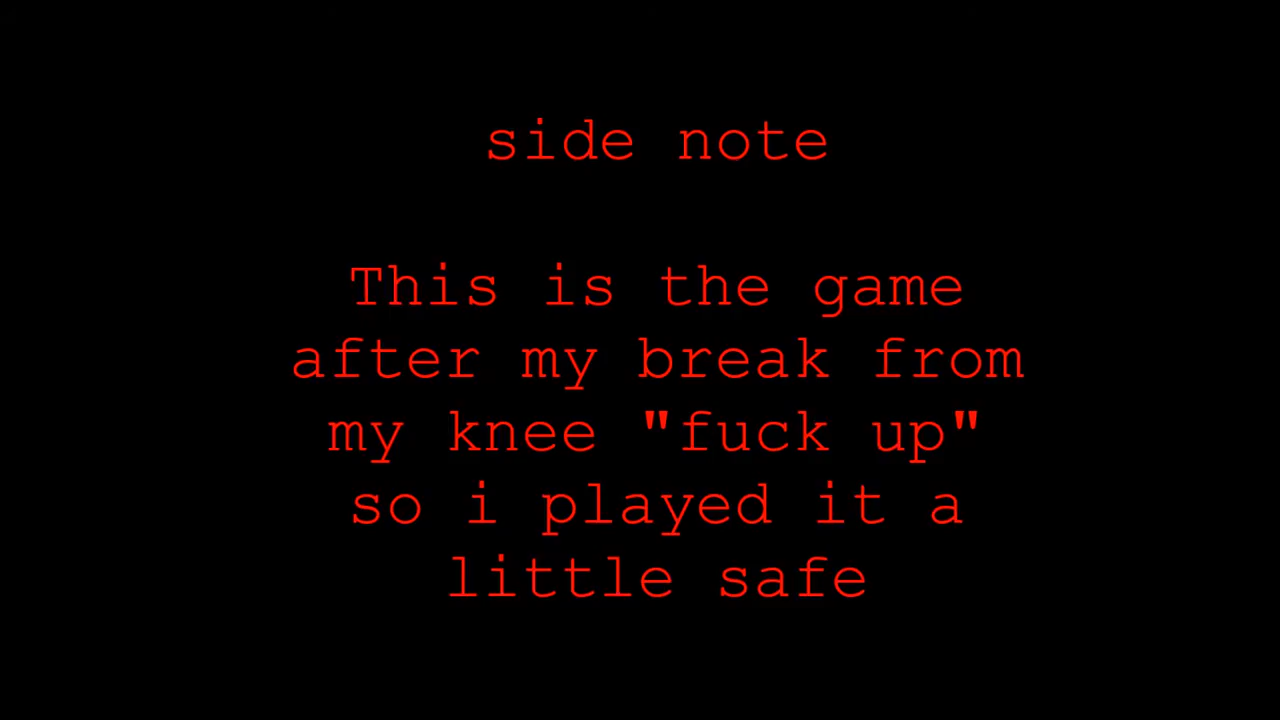 side note
This is the game
after my break from
my knee "fuck up"
so i played it a
little safe